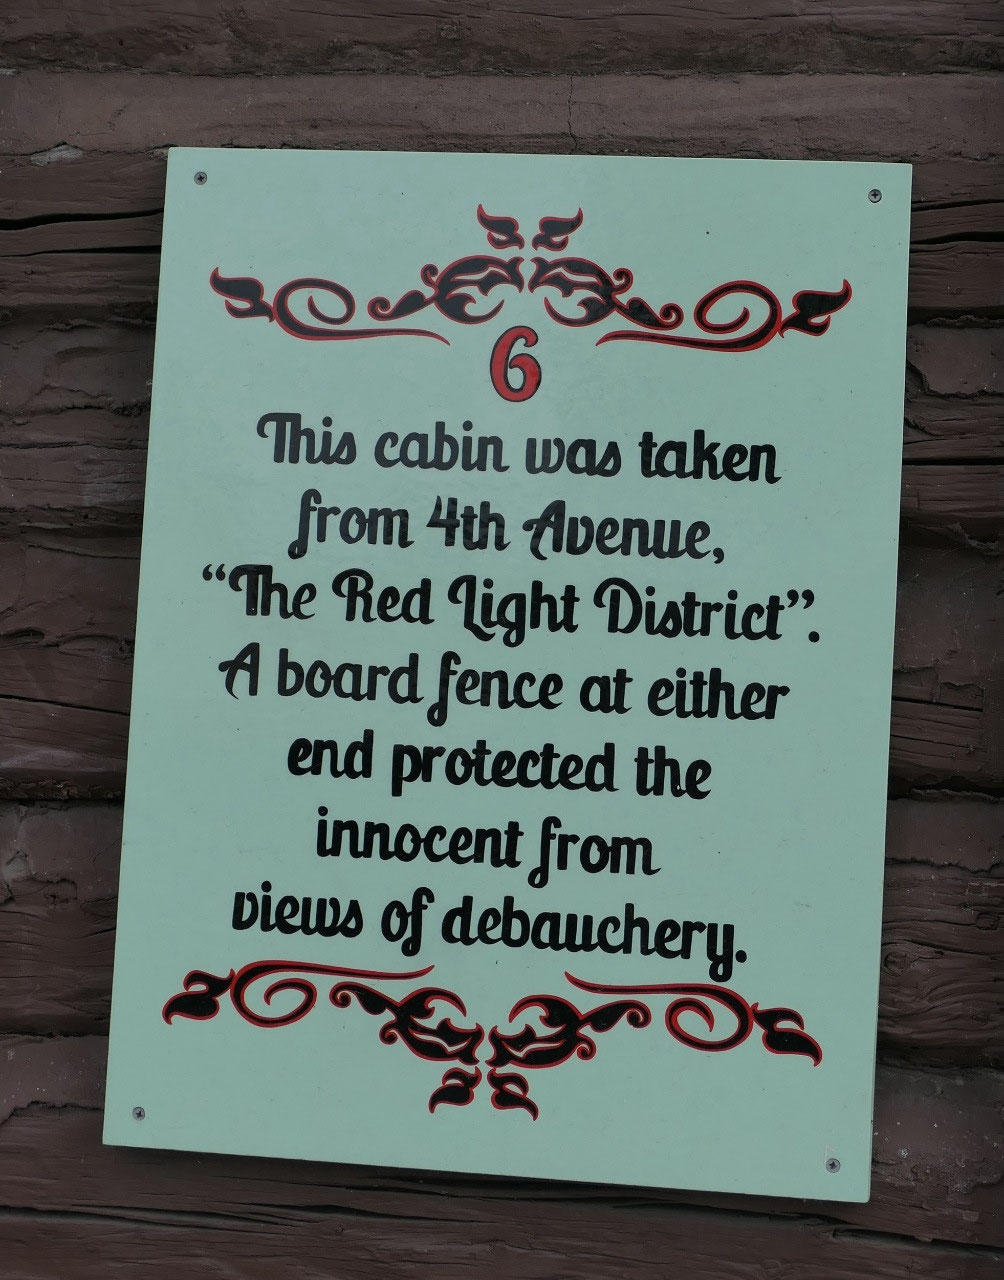 6
This cabin was taken
from 4th Avenue,
“The Red Light District”.
A board fence at either
end protected the
innocent from
views of debauchery.